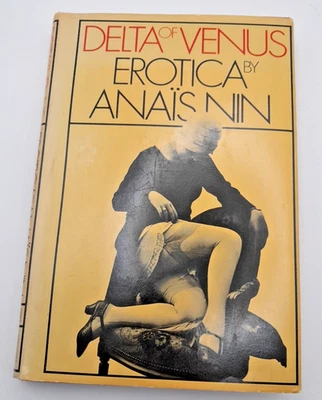 DELTA OF VENUS
EROTICA BY
ANAÏS NIN